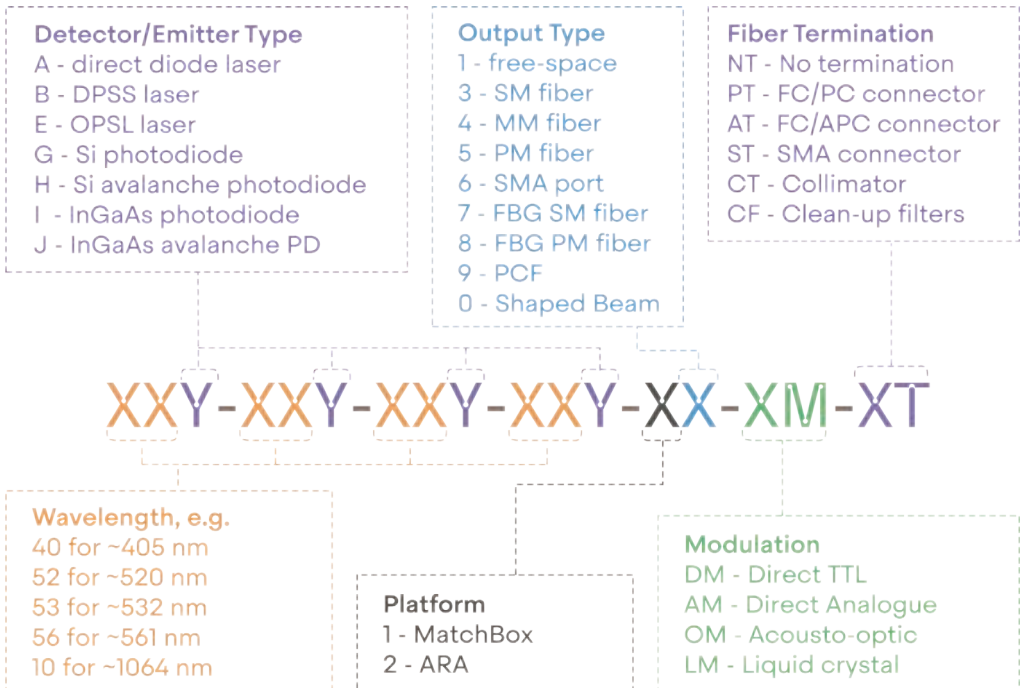 Detector/Emitter Type
A - direct diode laser
B - DPSS laser
E - OPSL laser
G - Si photodiode
H - Si avalanche photodiode
I - InGaAs photodiode
J - InGaAs avalanche PD
Output Type
1 - free-space
3 - SM fiber
4 - MM fiber
5 - PM fiber
6 - SMA port
7 - FBG SM fiber
8 - FBG PM fiber
9 - PCF
0 - Shaped Beam
Fiber Termination
NT - No termination
PT - FC/PC connector
AT - FC/APC connector
ST - SMA connector
CT - Collimator
CF - Clean-up filters
XXY-XXY-XXY-XXY-XX-XM-XT
Wavelength, e.g.
40 for ~405 nm
52 for ~520 nm
53 for ~532 nm
56 for ~561 nm
10 for ~1064 nm
Platform
1 - MatchBox
2 - ARA
Modulation
DM - Direct TTL
AM - Direct Analogue
OM - Acousto-optic
LM - Liquid crystal